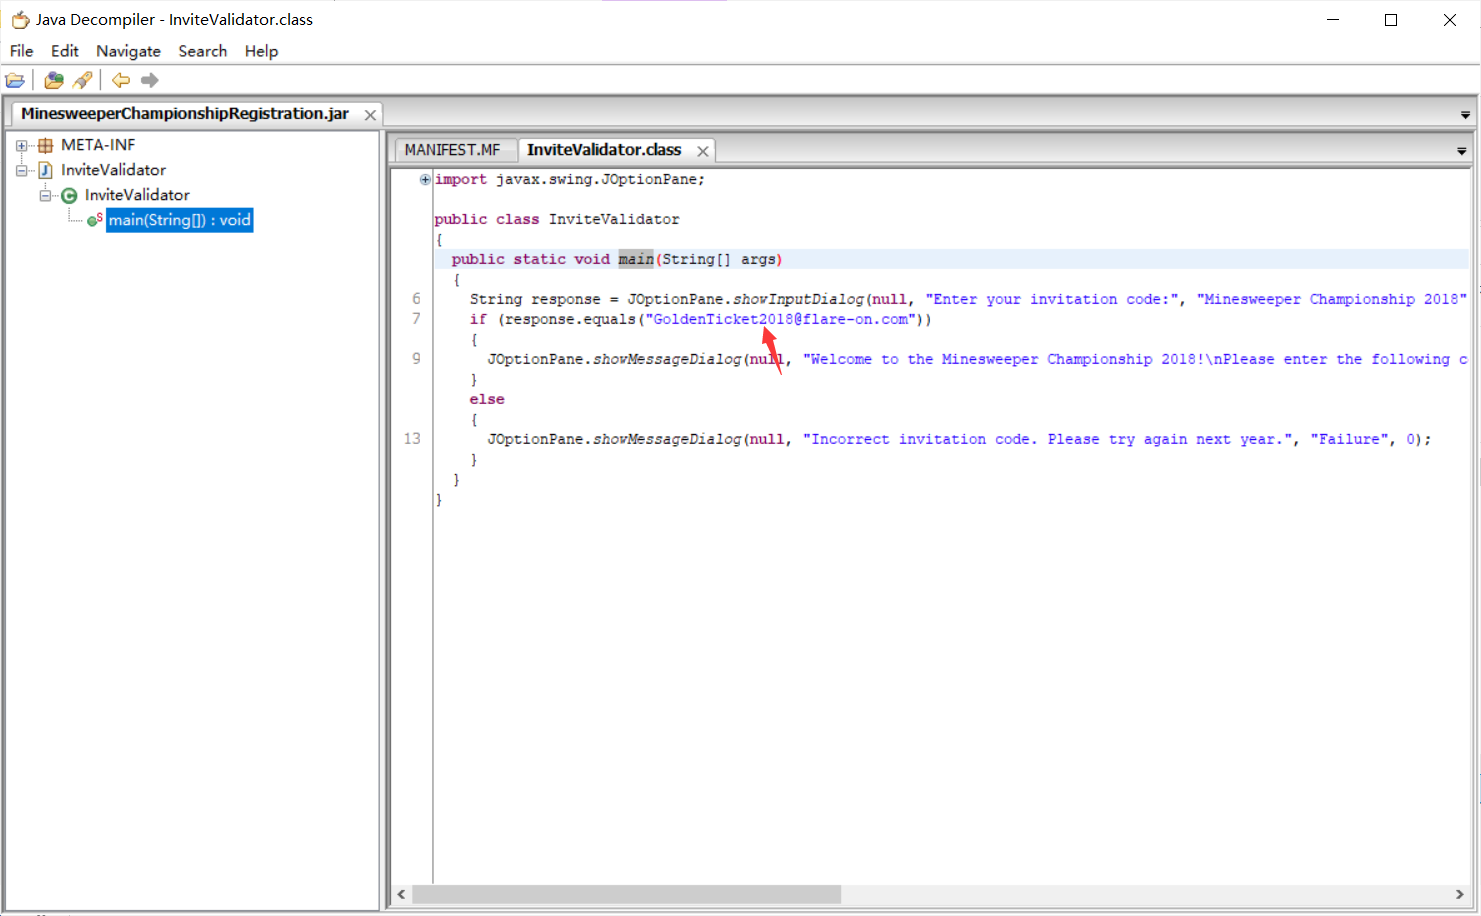 Java Decompiler - InviteValidator.class
File Edit Navigate Search Help
MinesweeperChampionshipRegistration.jar
META-INF
InviteValidator
InviteValidator
main(String[]) : void
MANIFEST.MF InviteValidator.class
import javax.swing.JOptionPane;
public class InviteValidator
{
public static void main(String[] args)
{
6 String response = JOptionPane.showInputDialog(null, "Enter your invitation code:", "Minesweeper Championship 2018"
7 if (response.equals("GoldenTicket2018@flare-on.com"))
{
9 JOptionPane.showMessageDialog(null, "Welcome to the Minesweeper Championship 2018!\nPlease enter the following c
}
else
{
13 JOptionPane.showMessageDialog(null, "Incorrect invitation code. Please try again next year.", "Failure", 0);
}
}
}